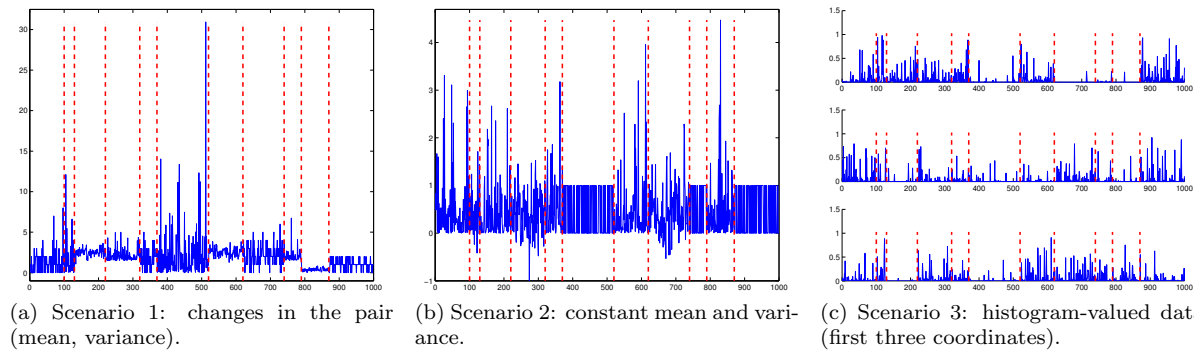 30
25
20
15
10
5
0
0 100 200 300 400 500 600 700 800 900 1000
4
3
2
1
0
−1
0 100 200 300 400 500 600 700 800 900 1000
1.5
1
0.5
0
0 100 200 300 400 500 600 700 800 900 1000
1.5
1
0.5
0
0 100 200 300 400 500 600 700 800 900 1000
1.5
1
0.5
0
0 100 200 300 400 500 600 700 800 900 1000
(a) Scenario 1: changes in the pair
(mean, variance).
(b) Scenario 2: constant mean and vari-
ance.
(c) Scenario 3: histogram-valued dat
(first three coordinates).